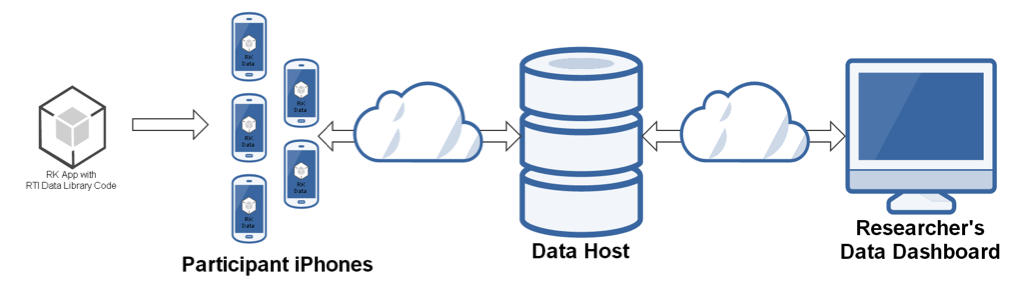 RK App with
RTI Data Library Code
RK
Data
RK
Data
RK
Data
RK
Data
RK
Data
Participant iPhones
Data Host
Researcher's
Data Dashboard